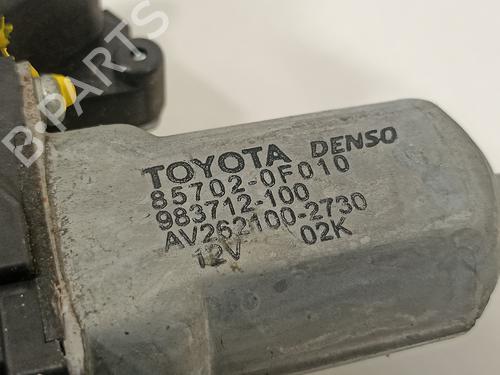 B-PARTS
TOYOTA DENSO
85702-0F010
983712-100
AV262100-2730
12V 02K